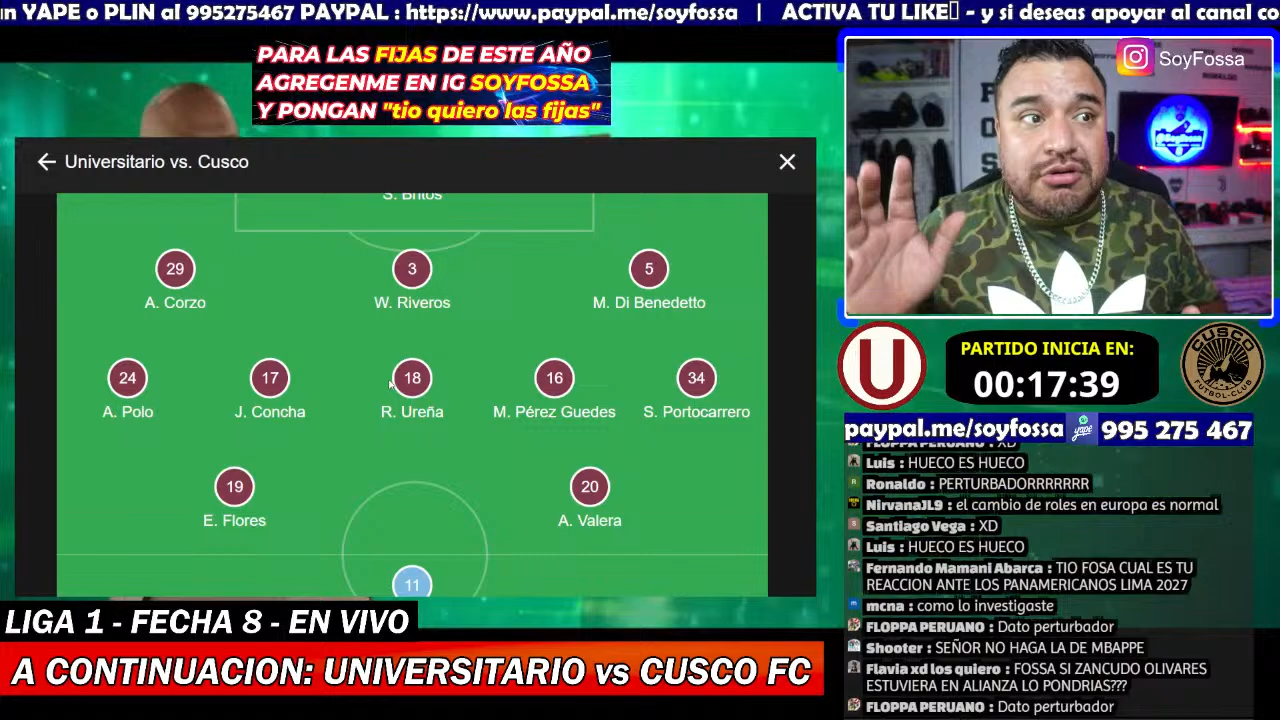 n YAPE o PLIN al 995275467 PAYPAL : https://www.paypal.me/soyfossa | ACTIVA TU LIKE - y si deseas apoyar al canal co
PARA LAS FIJAS DE ESTE AÑO
AGREGENME EN IG SOYFOSSA
Y PONGAN "tio quiero las fijas"
SoyFossa
Universitario vs. Cusco
S. Britos
29
3
5
A. Corzo
W. Riveros
M. Di Benedetto
24
17
18
16
34
A. Polo
J. Concha
R. Ureña
M. Pérez Guedes
S. Portocarrero
19
20
E. Flores
A. Valera
11
U
PARTIDO INICIA EN:
00:17:39
CUSCO
FUTBOL-CLUB
paypal.me/soyfossa yape 995 275 467
FLOPPA PERUANO : XD
Luis : HUECO ES HUECO
Ronaldo : PERTURBADORRRRRRR
NirvanaJL9 : el cambio de roles en europa es normal
Santiago Vega : XD
Luis : HUECO ES HUECO
Fernando Mamani Abarca : TIO FOSA CUAL ES TU
REACCION ANTE LOS PANAMERICANOS LIMA 2027
mcna : como lo investigaste
FLOPPA PERUANO : Dato perturbador
Shooter : SEÑOR NO HAGA LA DE MBAPPE
Flavia xd los quiero : FOSSA SI ZANCUDO OLIVARES
ESTUVIERA EN ALIANZA LO PONDRIAS???
FLOPPA PERUANO : Dato perturbador
LIGA 1 - FECHA 8 - EN VIVO
A CONTINUACION: UNIVERSITARIO vs CUSCO FC